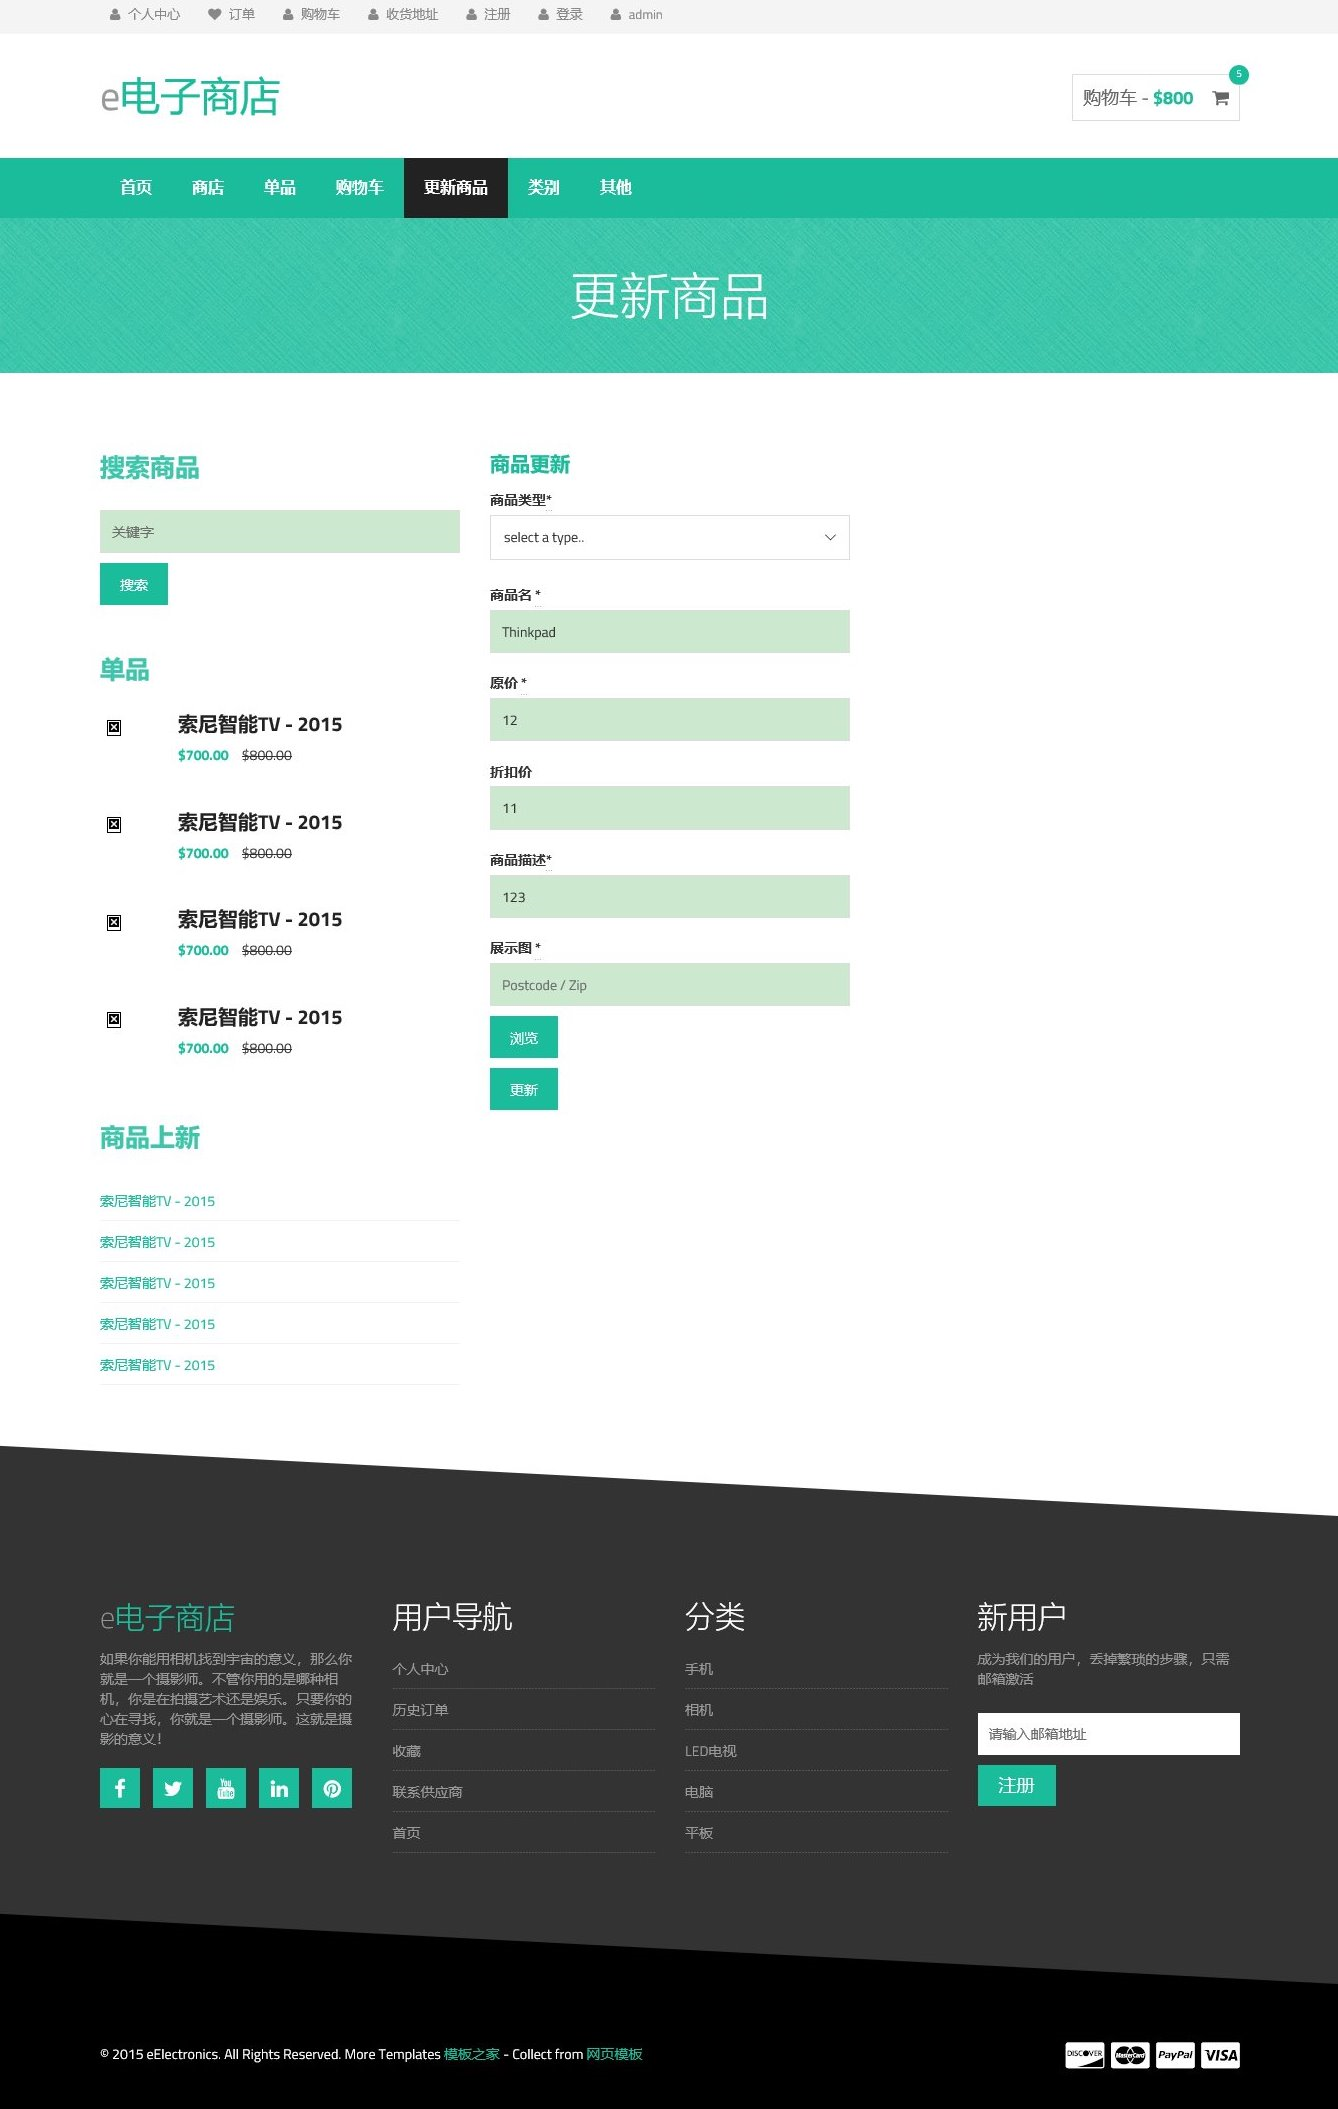 个人中心 订单 购物车 收货地址 注册 登录 admin
e电子商店
购物车 - $800
5
首页 商店 单品 购物车 更新商品 类别 其他
更新商品
搜索商品
关键字
搜索
单品
索尼智能TV - 2015
$700.00 $800.00
索尼智能TV - 2015
$700.00 $800.00
索尼智能TV - 2015
$700.00 $800.00
索尼智能TV - 2015
$700.00 $800.00
商品上新
索尼智能TV - 2015
索尼智能TV - 2015
索尼智能TV - 2015
索尼智能TV - 2015
索尼智能TV - 2015
商品更新
商品类型*
select a type..
商品名 *
Thinkpad
原价 *
12
折扣价
11
商品描述*
123
展示图 *
Postcode / Zip
浏览
更新
e电子商店
如果你能用相机找到宇宙的意义，那么你
就是一个摄影师。不管你用的是哪种相
机，你是在拍摄艺术还是娱乐。只要你的
心在寻找，你就是一个摄影师。这就是摄
影的意义！
You Tube
用户导航
个人中心
历史订单
收藏
联系供应商
首页
分类
手机
相机
LED电视
电脑
平板
新用户
成为我们的用户，丢掉繁琐的步骤，只需
邮箱激活
请输入邮箱地址
注册
© 2015 eElectronics. All Rights Reserved. More Templates 模板之家 - Collect from 网页模板
DISCOVER MasterCard PayPal VISA